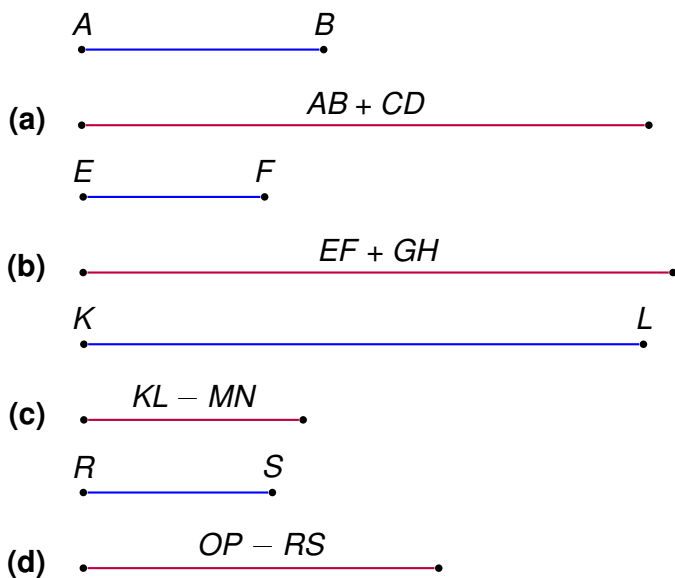 A B
(a) AB + CD
E F
(b) EF + GH
K L
(c) KL − MN
R S
(d) OP − RS